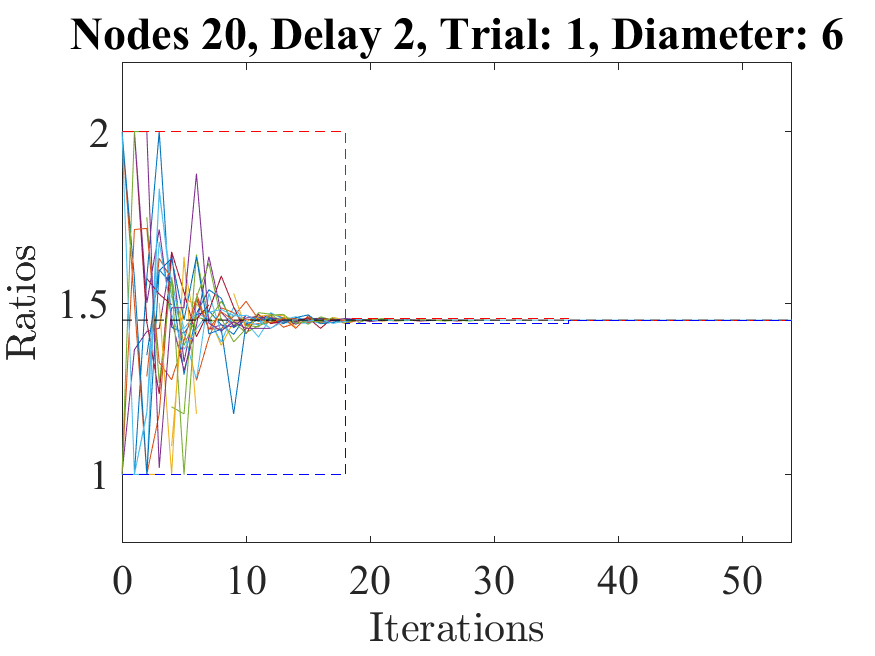 Nodes 20, Delay 2, Trial: 1, Diameter: 6
2
1.5
1
Ratios
0 10 20 30 40 50
Iterations